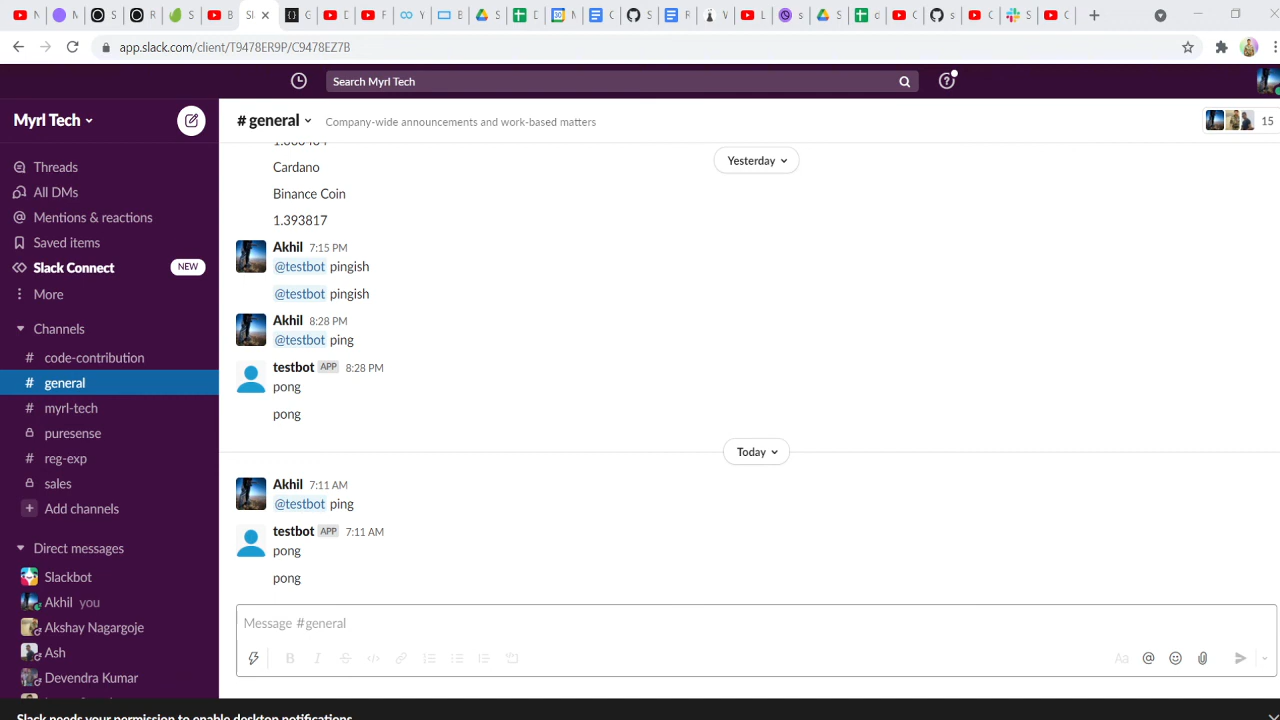 app.slack.com/client/T9478ER9P/C9478EZ7B
Search Myrl Tech
Myrl Tech
# general
Company-wide announcements and work-based matters
15
Threads
All DMs
Mentions & reactions
Saved items
Slack Connect NEW
More
Channels
# code-contribution
# general
# myrl-tech
puresense
# reg-exp
sales
+ Add channels
Direct messages
Slackbot
Akhil you
Akshay Nagargoje
Ash
Devendra Kumar
Yesterday
Cardano
Binance Coin
1.393817
Akhil 7:15 PM
@testbot pingish
@testbot pingish
Akhil 8:28 PM
@testbot ping
testbot APP 8:28 PM
pong
pong
Today
Akhil 7:11 AM
@testbot ping
testbot APP 7:11 AM
pong
pong
Message #general
B I S Aa @
Slack needs your permission to enable desktop notifications.